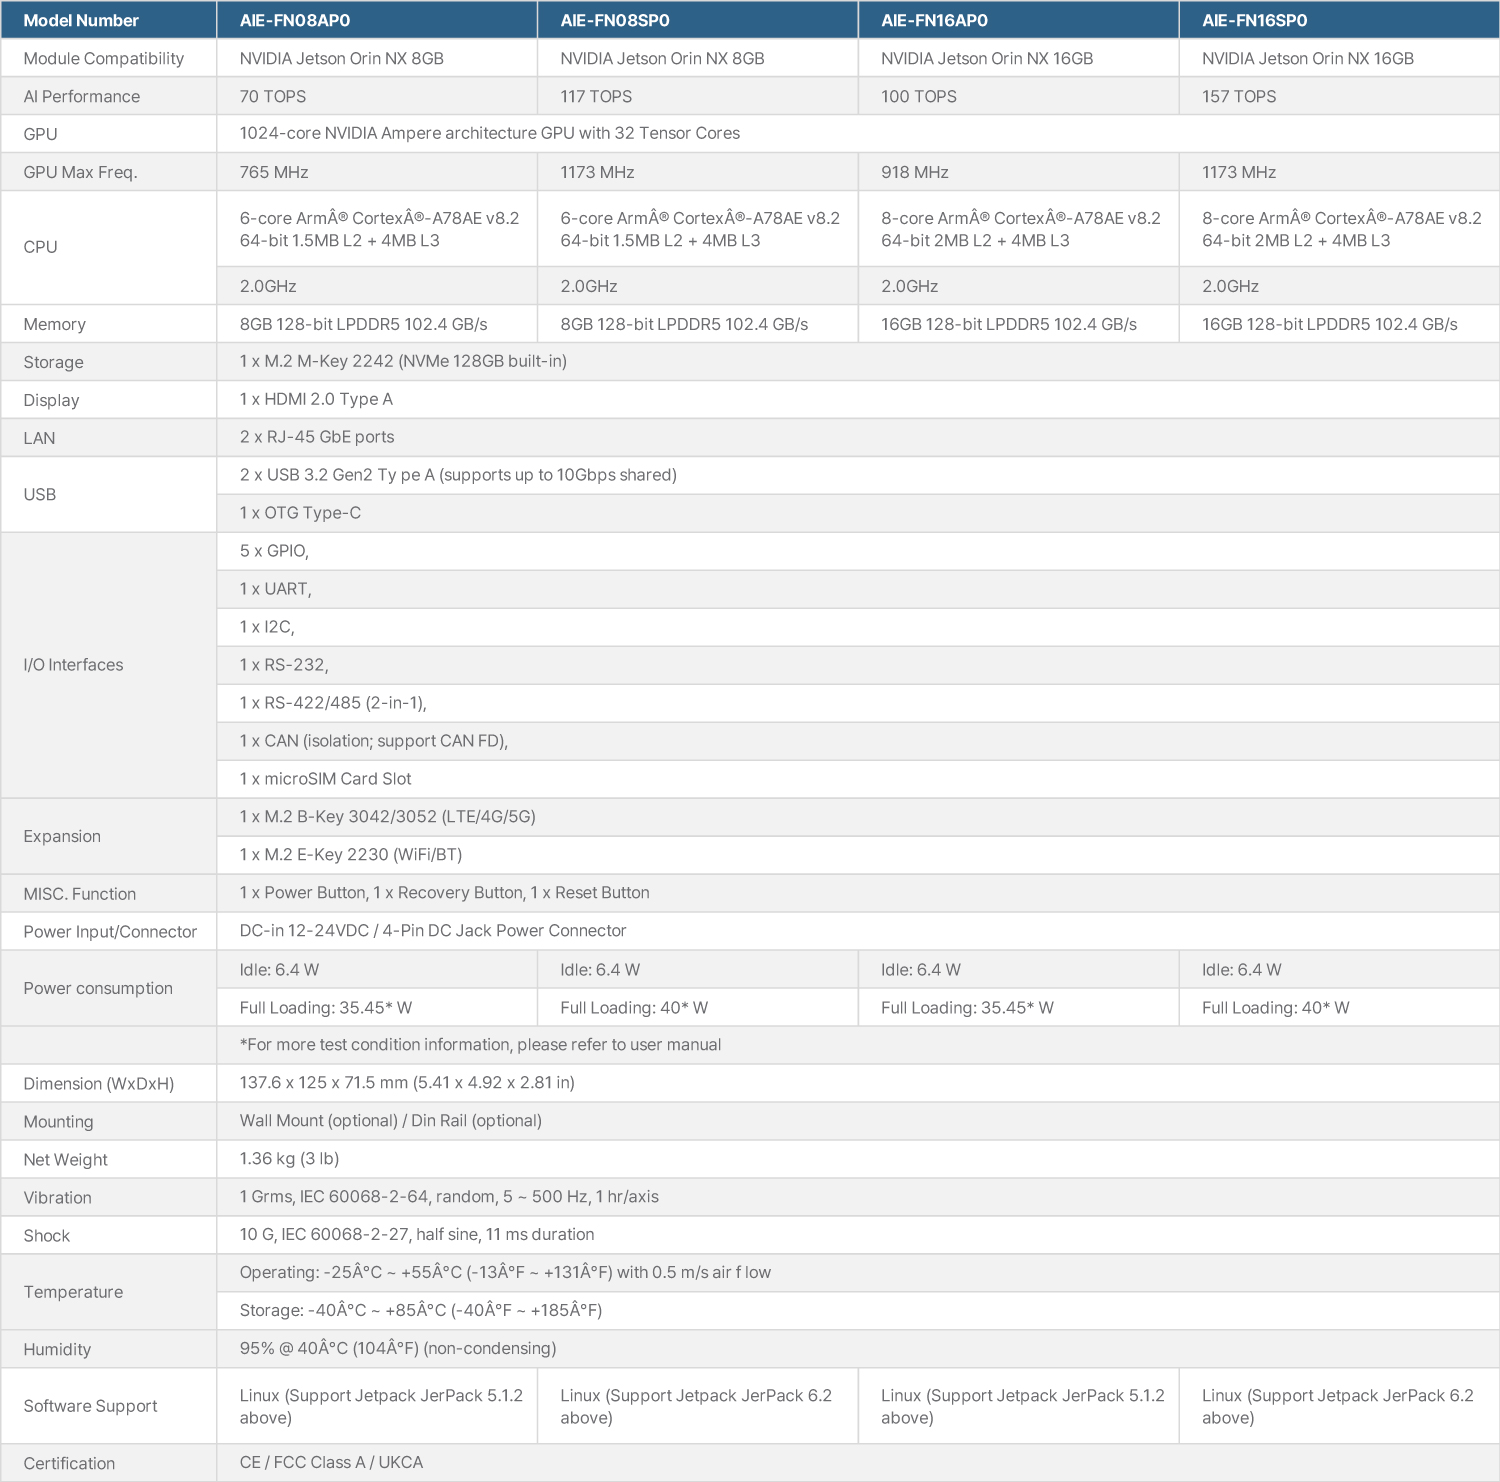 Model Number AIE-FN08AP0 AIE-FN08SP0 AIE-FN16AP0 AIE-FN16SP0
Module Compatibility NVIDIA Jetson Orin NX 8GB NVIDIA Jetson Orin NX 8GB NVIDIA Jetson Orin NX 16GB NVIDIA Jetson Orin NX 16GB
AI Performance 70 TOPS 117 TOPS 100 TOPS 157 TOPS
GPU 1024-core NVIDIA Ampere architecture GPU with 32 Tensor Cores
GPU Max Freq. 765 MHz 1173 MHz 918 MHz 1173 MHz
CPU
6-core ArmÂ® CortexÂ®-A78AE v8.2
64-bit 1.5MB L2 + 4MB L3
6-core ArmÂ® CortexÂ®-A78AE v8.2
64-bit 1.5MB L2 + 4MB L3
8-core ArmÂ® CortexÂ®-A78AE v8.2
64-bit 2MB L2 + 4MB L3
8-core ArmÂ® CortexÂ®-A78AE v8.2
64-bit 2MB L2 + 4MB L3
2.0GHz 2.0GHz 2.0GHz 2.0GHz
Memory 8GB 128-bit LPDDR5 102.4 GB/s 8GB 128-bit LPDDR5 102.4 GB/s 16GB 128-bit LPDDR5 102.4 GB/s 16GB 128-bit LPDDR5 102.4 GB/s
Storage 1 x M.2 M-Key 2242 (NVMe 128GB built-in)
Display 1 x HDMI 2.0 Type A
LAN 2 x RJ-45 GbE ports
USB
2 x USB 3.2 Gen2 Ty pe A (supports up to 10Gbps shared)
1 x OTG Type-C
I/O Interfaces
5 x GPIO,
1 x UART,
1 x I2C,
1 x RS-232,
1 x RS-422/485 (2-in-1),
1 x CAN (isolation; support CAN FD),
1 x microSIM Card Slot
Expansion
1 x M.2 B-Key 3042/3052 (LTE/4G/5G)
1 x M.2 E-Key 2230 (WiFi/BT)
MISC. Function 1 x Power Button, 1 x Recovery Button, 1 x Reset Button
Power Input/Connector DC-in 12-24VDC / 4-Pin DC Jack Power Connector
Power consumption
Idle: 6.4 W Idle: 6.4 W Idle: 6.4 W Idle: 6.4 W
Full Loading: 35.45* W Full Loading: 40* W Full Loading: 35.45* W Full Loading: 40* W
*For more test condition information, please refer to user manual
Dimension (WxDxH) 137.6 x 125 x 71.5 mm (5.41 x 4.92 x 2.81 in)
Mounting Wall Mount (optional) / Din Rail (optional)
Net Weight 1.36 kg (3 lb)
Vibration 1 Grms, IEC 60068-2-64, random, 5 ~ 500 Hz, 1 hr/axis
Shock 10 G, IEC 60068-2-27, half sine, 11 ms duration
Temperature
Operating: -25Â°C ~ +55Â°C (-13Â°F ~ +131Â°F) with 0.5 m/s air f low
Storage: -40Â°C ~ +85Â°C (-40Â°F ~ +185Â°F)
Humidity 95% @ 40Â°C (104Â°F) (non-condensing)
Software Support
Linux (Support Jetpack JerPack 5.1.2
above)
Linux (Support Jetpack JerPack 6.2
above)
Linux (Support Jetpack JerPack 5.1.2
above)
Linux (Support Jetpack JerPack 6.2
above)
Certification CE / FCC Class A / UKCA